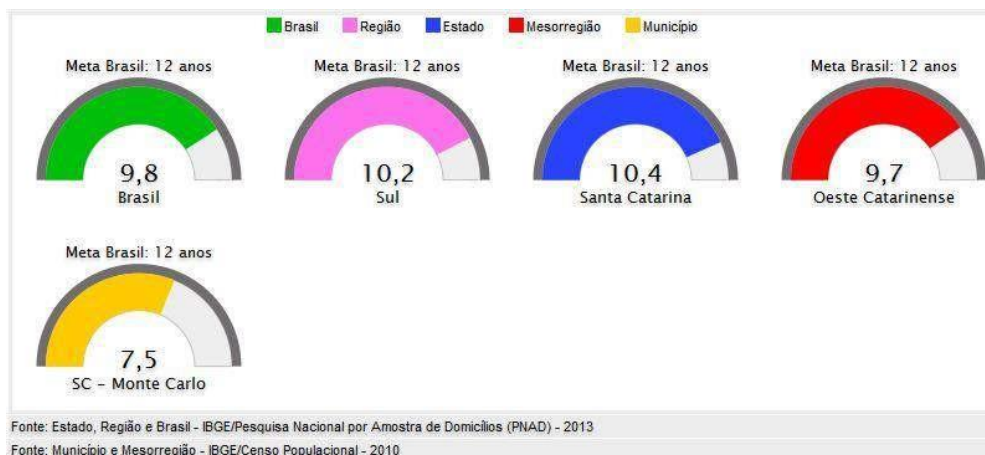 Brasil Região Estado Mesorregião Município
Meta Brasil: 12 anos Meta Brasil: 12 anos Meta Brasil: 12 anos Meta Brasil: 12 anos
9,8 10,2 10,4 9,7
Brasil Sul Santa Catarina Oeste Catarinense
Meta Brasil: 12 anos
7,5
SC - Monte Carlo
Fonte: Estado, Região e Brasil - IBGE/Pesquisa Nacional por Amostra de Domicílios (PNAD) - 2013
Fonte: Município e Mesorregião - IBGE/Censo Populacional - 2010